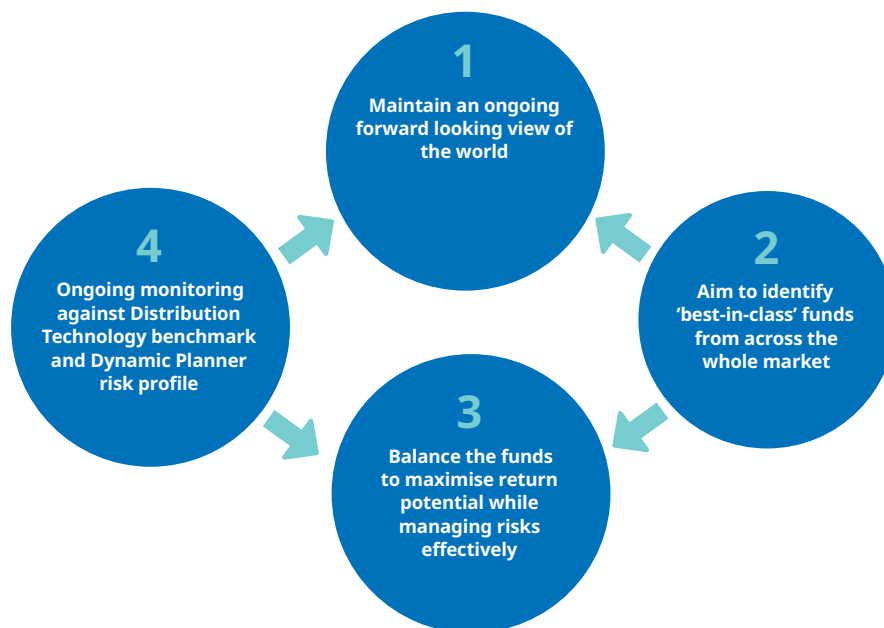 1
Maintain an ongoing
forward looking view of
the world
2
Aim to identify
‘best-in-class’ funds
from across the
whole market
3
Balance the funds
to maximise return
potential while
managing risks
effectively
4
Ongoing monitoring
against Distribution
Technology benchmark
and Dynamic Planner
risk profile